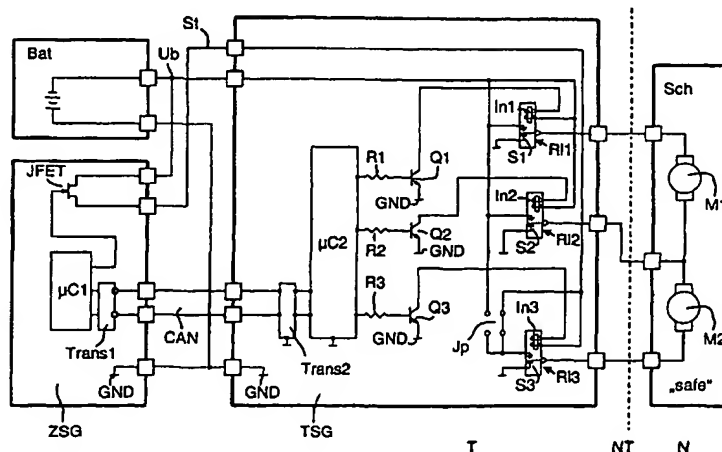 St
Bat
Ub
Sch
In1
R1
Q1
S1
Rl1
M1
JFET
GND
In2
µC2
R2
Q2
GND
S2
Rl2
µC1
R3
In3
Q3
M2
Jp
Trans1
CAN
Trans2
GND
S3
Rl3
GND
GND
„safe“
ZSG
TSG
T
NT
N